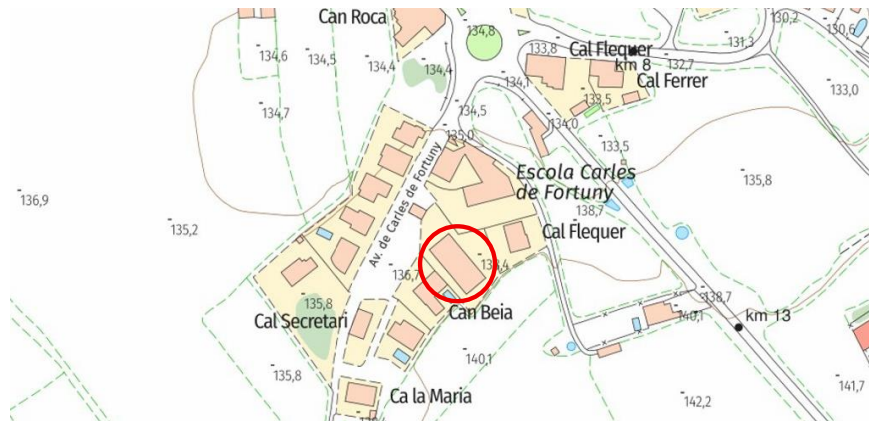 Can Roca
134,8
130,2
130,6
134,6
134,5
134,4
134,4
133,8
Cal Flequer
km 8
131,3
132,7
Cal Ferrer
134,1
133,0
134,7
134,5
133,5
134,0
135,0
133,5
Escola Carles
de Fortuny
135,8
136,9
135,2
Av. de Carles de Fortuny
138,7
Cal Flequer
136,7
135,8
Cal Secretari
Can Beia
138,7
140,1
km 13
135,8
140,1
Ca la Maria
142,2
141,7